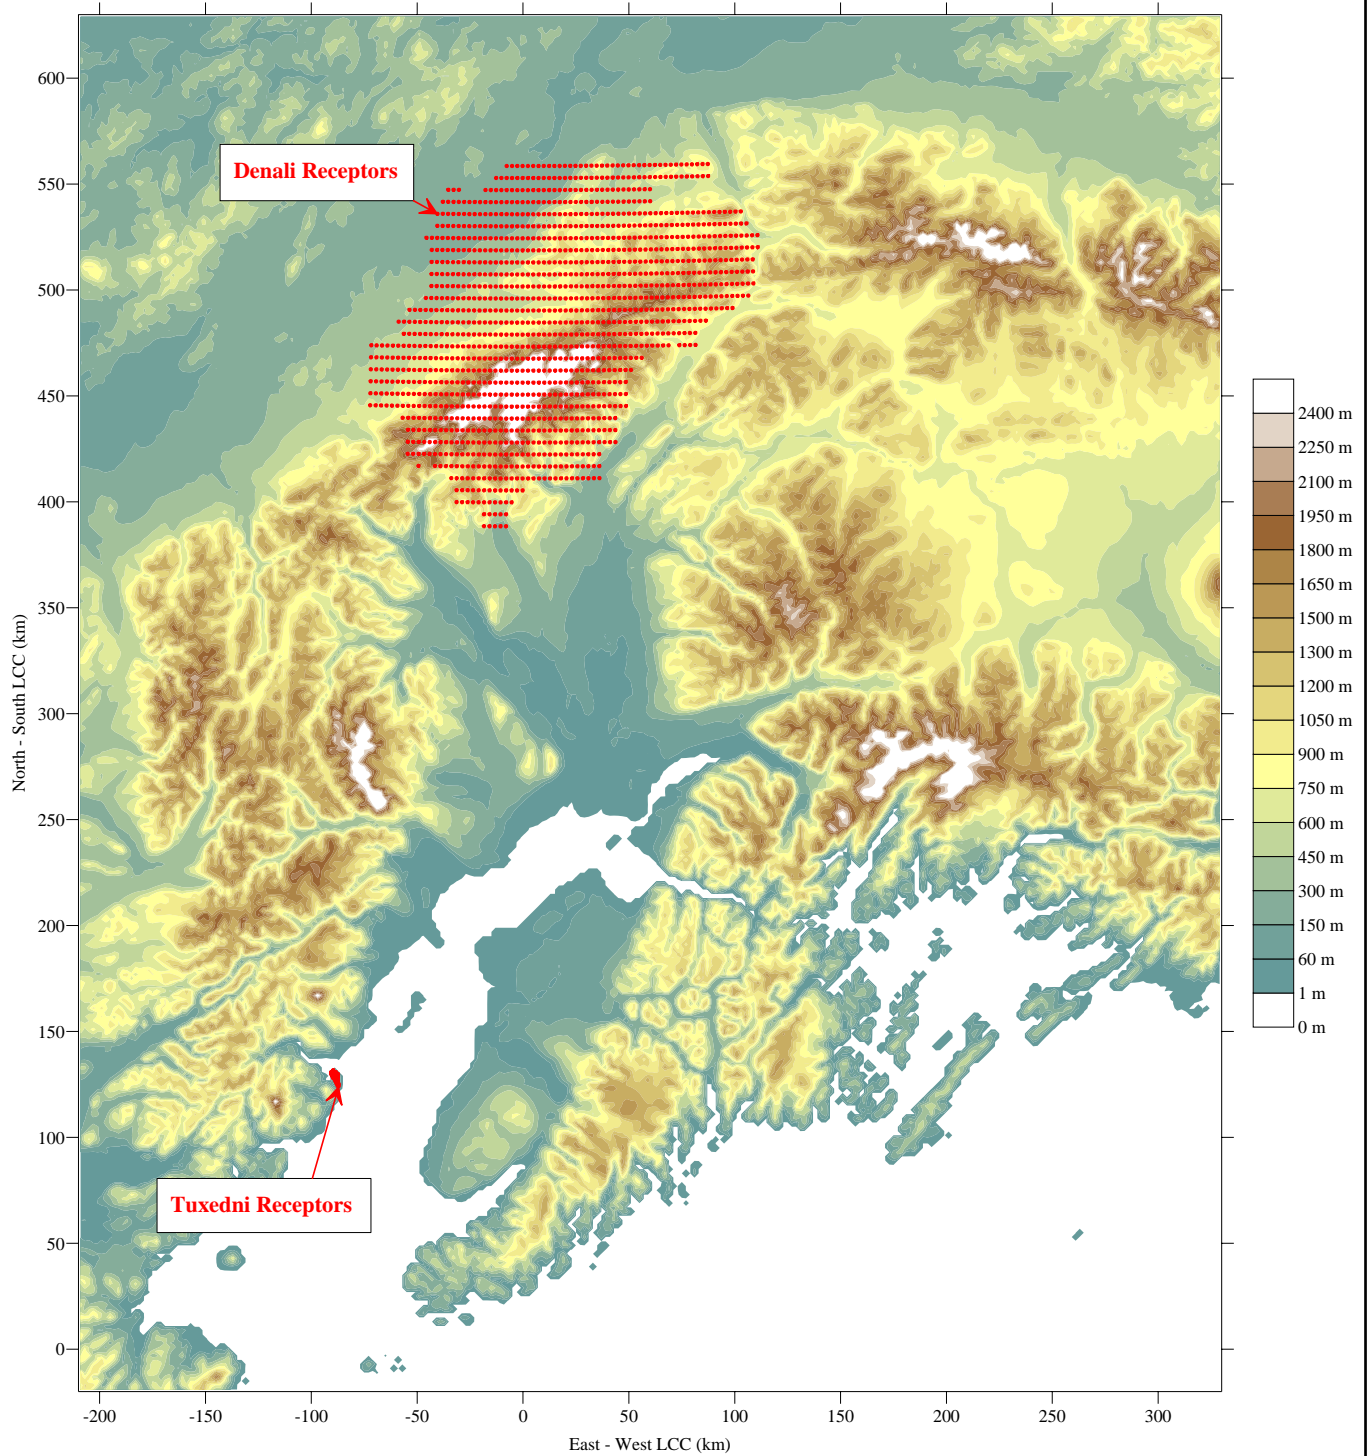 600
550
500
450
400
350
300
250
200
150
100
50
0
North - South LCC (km)
Denali Receptors
Tuxedni Receptors
2400 m
2250 m
2100 m
1950 m
1800 m
1650 m
1500 m
1300 m
1200 m
1050 m
900 m
750 m
600 m
450 m
300 m
150 m
60 m
1 m
0 m
-200 -150 -100 -50 0 50 100 150 200 250 300
East - West LCC (km)